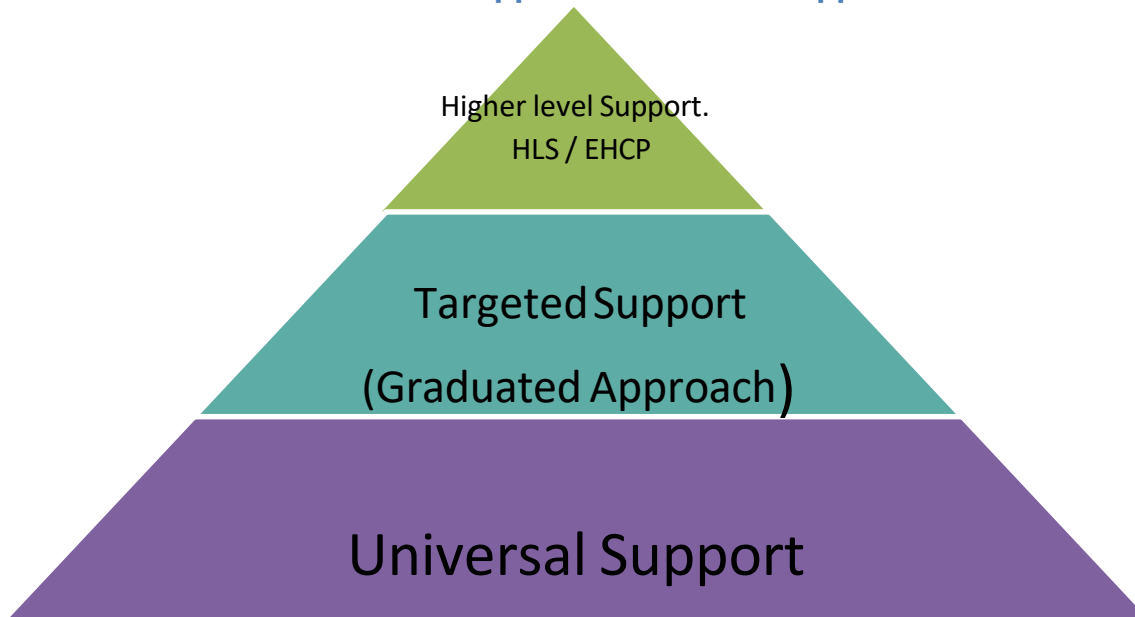 Higher level Support.
HLS / EHCP
Targeted Support
(Graduated Approach)
Universal Support